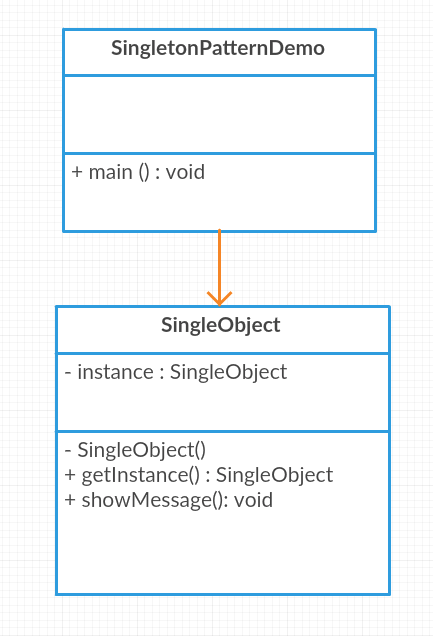 SingletonPatternDemo
+ main () : void
SingleObject
- instance : SingleObject
- SingleObject()
+ getInstance() : SingleObject
+ showMessage(): void